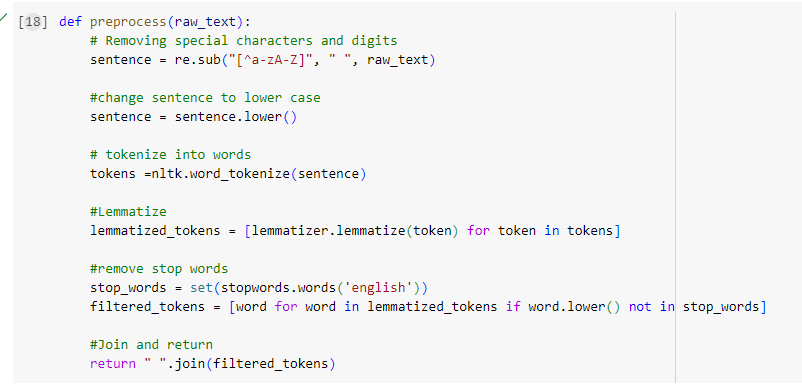 [18] def preprocess(raw_text):
# Removing special characters and digits
sentence = re.sub("[^a-zA-Z]", " ", raw_text)
#change sentence to lower case
sentence = sentence.lower()
# tokenize into words
tokens =nltk.word_tokenize(sentence)
#Lemmatize
lemmatized_tokens = [lemmatizer.lemmatize(token) for token in tokens]
#remove stop words
stop_words = set(stopwords.words('english'))
filtered_tokens = [word for word in lemmatized_tokens if word.lower() not in stop_words]
#Join and return
return " ".join(filtered_tokens)